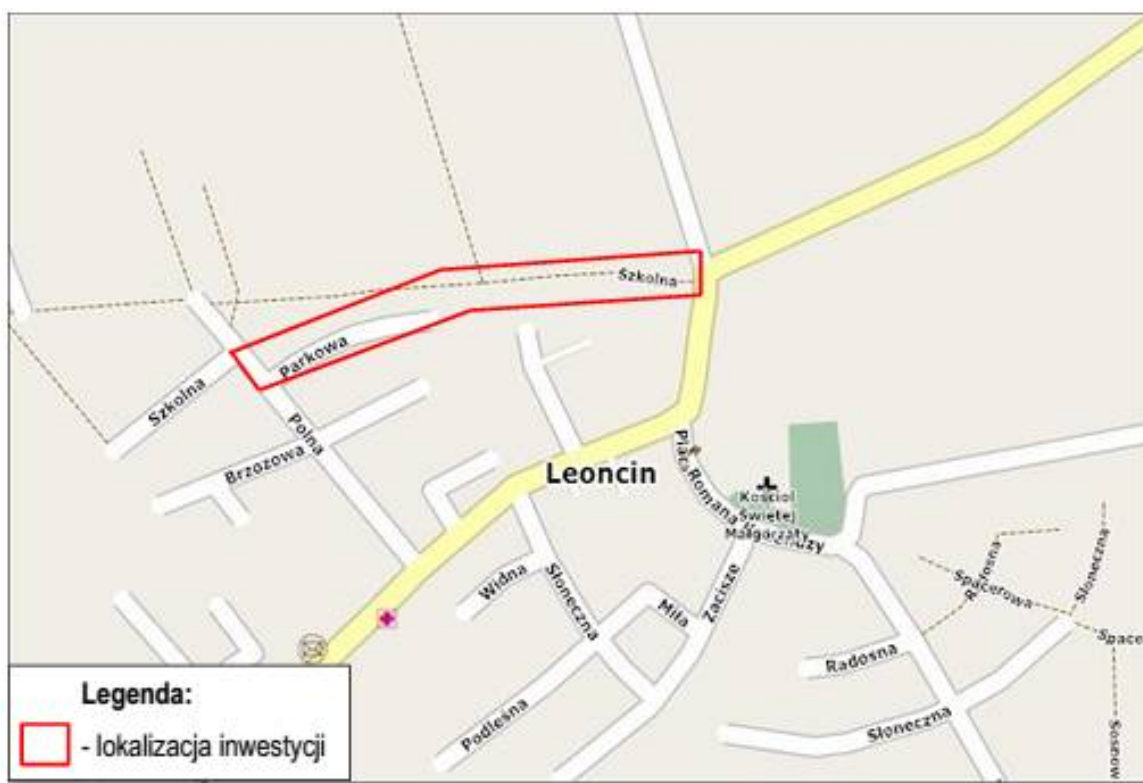 Szkolna
Parkowa
Szkolna
Polna
Brzozowa
Leoncin
Plac Romana
Kościół
Świętej
Małgorzaty
Widna
Słoneczna
Miła
Zacisze
Podleśna
Radosna
Spacerowa
Słoneczna
Radosna
Słoneczna
Legenda:
- lokalizacja inwestycji